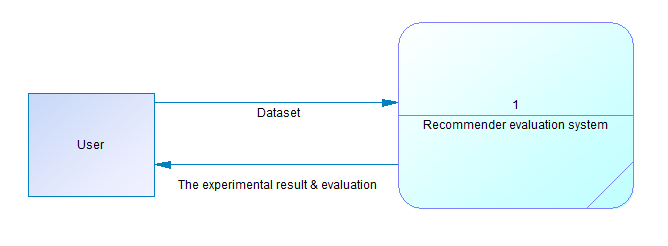 User
Dataset
The experimental result & evaluation
1
Recommender evaluation system